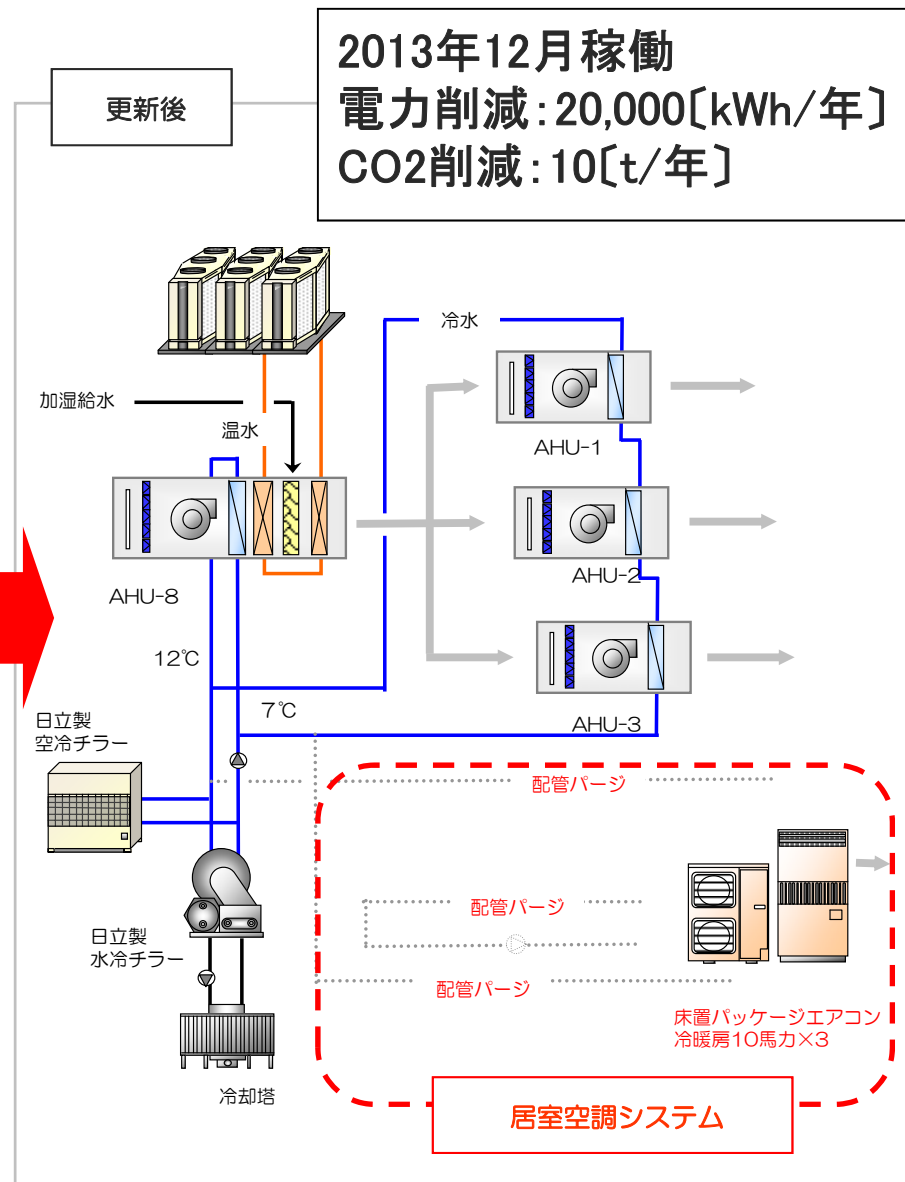 2013年12月稼働
電力削減:20,000〔kWh/年〕
CO2削減:10〔t/年〕
更新後
冷水
加湿給水
温水
AHU-1
AHU-2
AHU-8
12℃
7℃
AHU-3
日立製
空冷チラー
配管パージ
配管パージ
日立製
水冷チラー
配管パージ
床置パッケージエアコン
冷暖房10馬力×3
冷却塔
居室空調システム